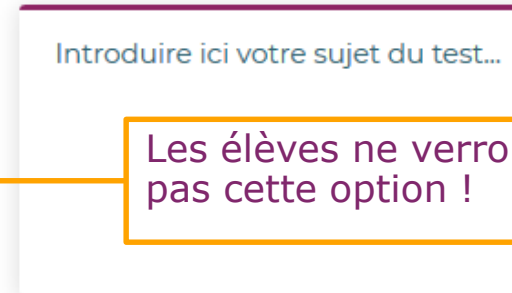 Introduire ici votre sujet du test...
Les élèves ne verro
pas cette option !